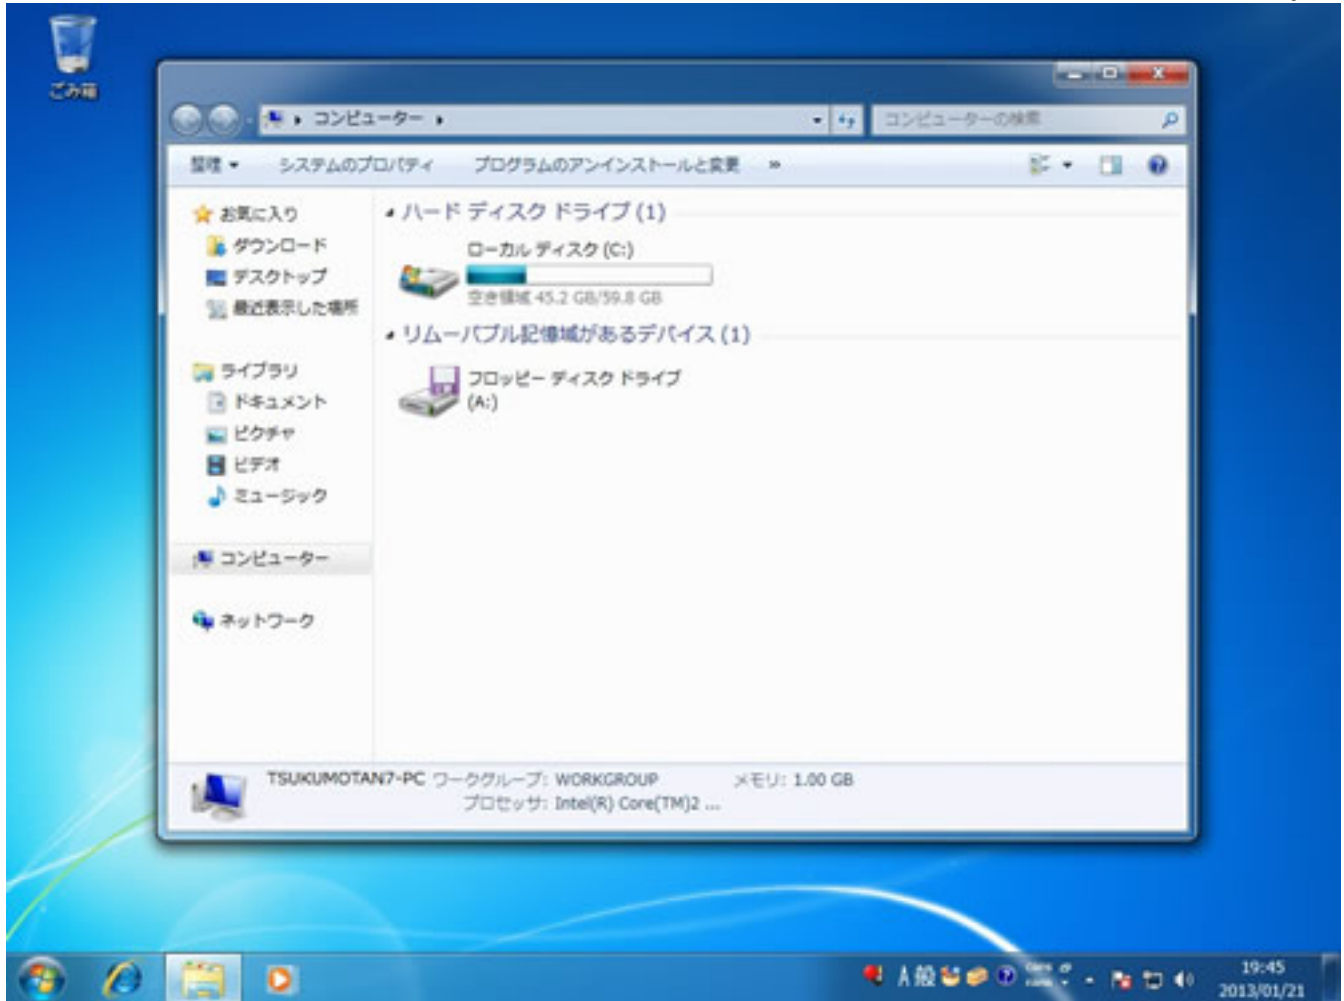 ごみ箱
コンピューター
コンピューターの検索
整理 システムのプロパティ プログラムのアンインストールと変更 »
お気に入り
ダウンロード
デスクトップ
最近表示した場所
ライブラリ
ドキュメント
ピクチャ
ビデオ
ミュージック
コンピューター
ネットワーク
ハード ディスク ドライブ (1)
ローカル ディスク (C:)
空き領域 45.2 GB/59.8 GB
リムーバブル記憶域があるデバイス (1)
フロッピー ディスク ドライブ
(A:)
TSUKUMOTAN7-PC ワークグループ: WORKGROUP メモリ: 1.00 GB
プロセッサ: Intel(R) Core(TM)2 ...
A 般
19:45
2013/01/21